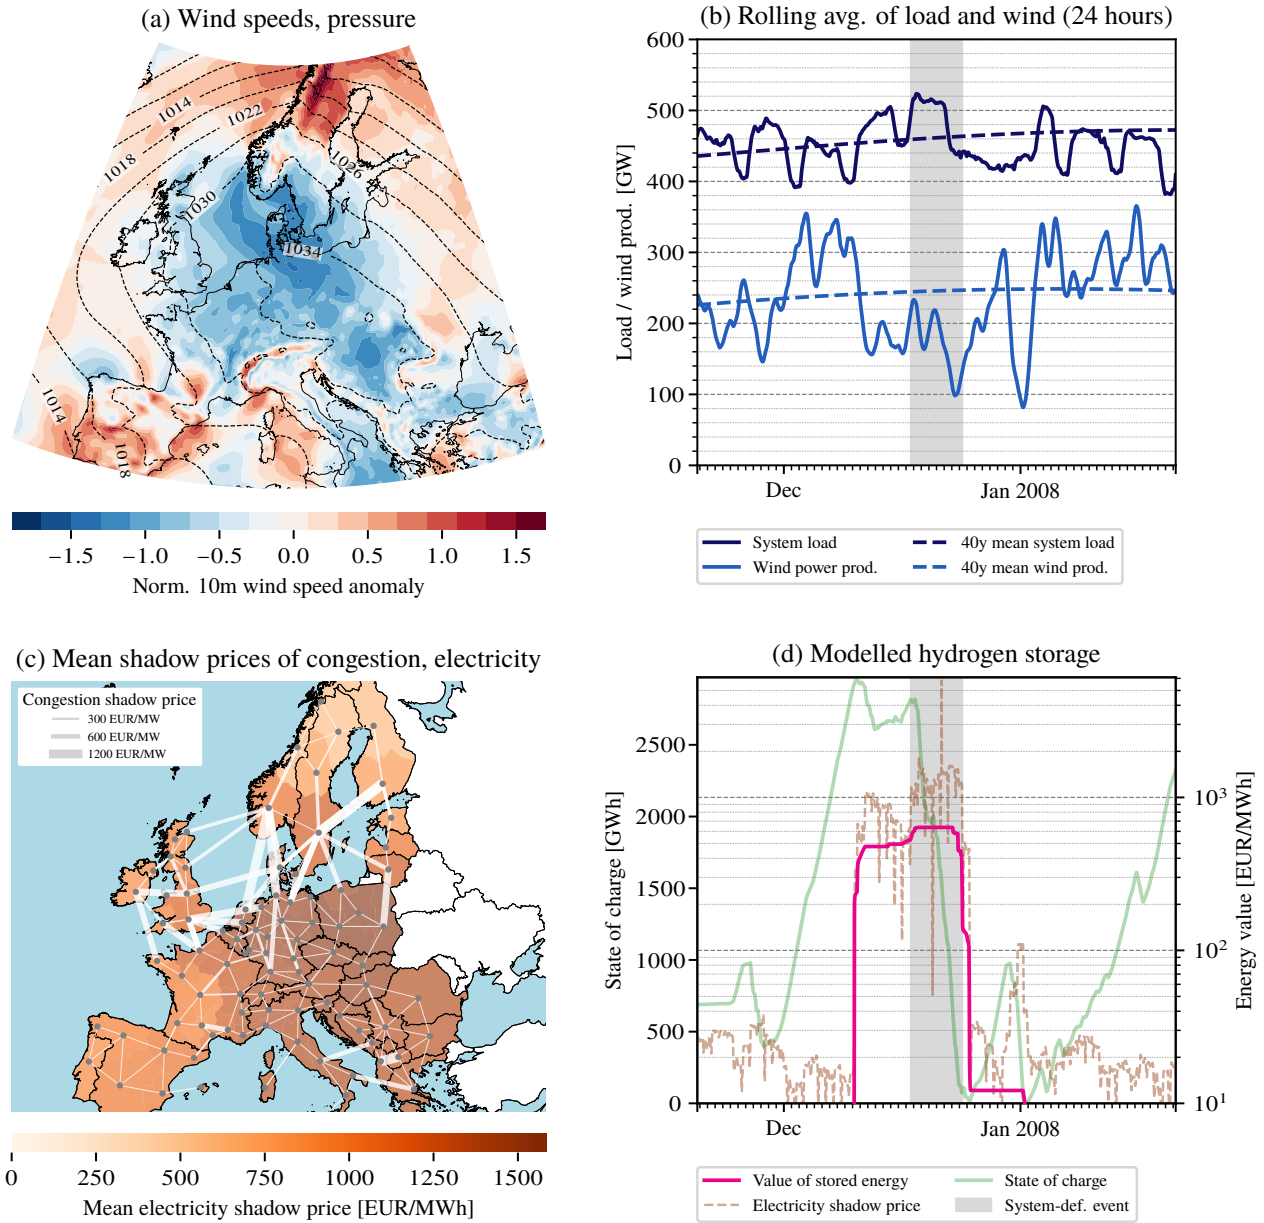 (a) Wind speeds, pressure
1014
1022
1018
1026
1030
1034
1014
1018
−1.5 −1.0 −0.5 0.0 0.5 1.0 1.5
Norm. 10m wind speed anomaly
(b) Rolling avg. of load and wind (24 hours)
Load / wind prod. [GW]
600
500
400
300
200
100
0
Dec Jan 2008
System load
Wind power prod.
40y mean system load
40y mean wind prod.
(c) Mean shadow prices of congestion, electricity
Congestion shadow price
300 EUR/MW
600 EUR/MW
1200 EUR/MW
0 250 500 750 1000 1250 1500
Mean electricity shadow price [EUR/MWh]
(d) Modelled hydrogen storage
State of charge [GWh]
2500
2000
1500
1000
500
0
10³
10²
10¹
Energy value [EUR/MWh]
Dec Jan 2008
Value of stored energy
Electricity shadow price
State of charge
System-def. event